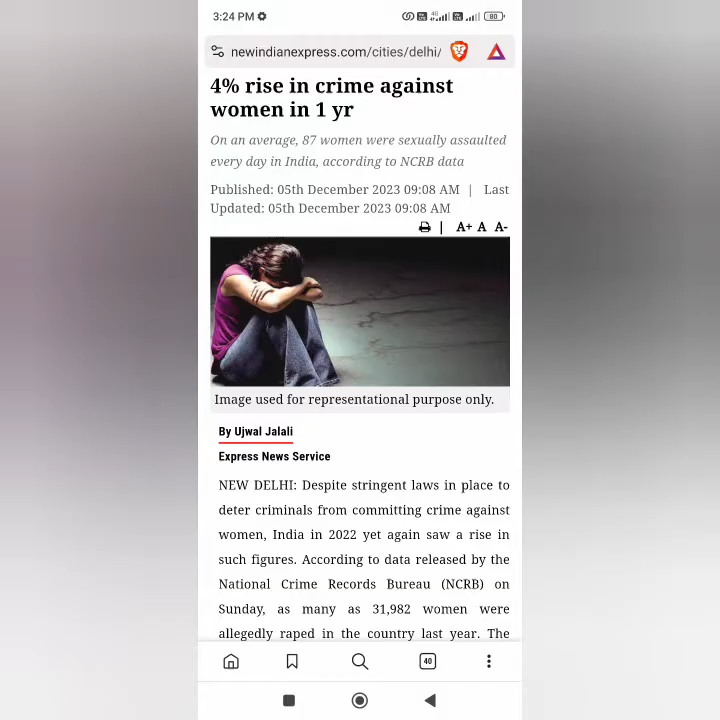 3:24 PM
4G
80
newindianexpress.com/cities/delhi/
4% rise in crime against
women in 1 yr
On an average, 87 women were sexually assaulted
every day in India, according to NCRB data
Published: 05th December 2023 09:08 AM | Last
Updated: 05th December 2023 09:08 AM
| A+ A A-
Image used for representational purpose only.
By Ujwal Jalali
Express News Service
NEW DELHI: Despite stringent laws in place to
deter criminals from committing crime against
women, India in 2022 yet again saw a rise in
such figures. According to data released by the
National Crime Records Bureau (NCRB) on
Sunday, as many as 31,982 women were
allegedly raped in the country last year. The
40